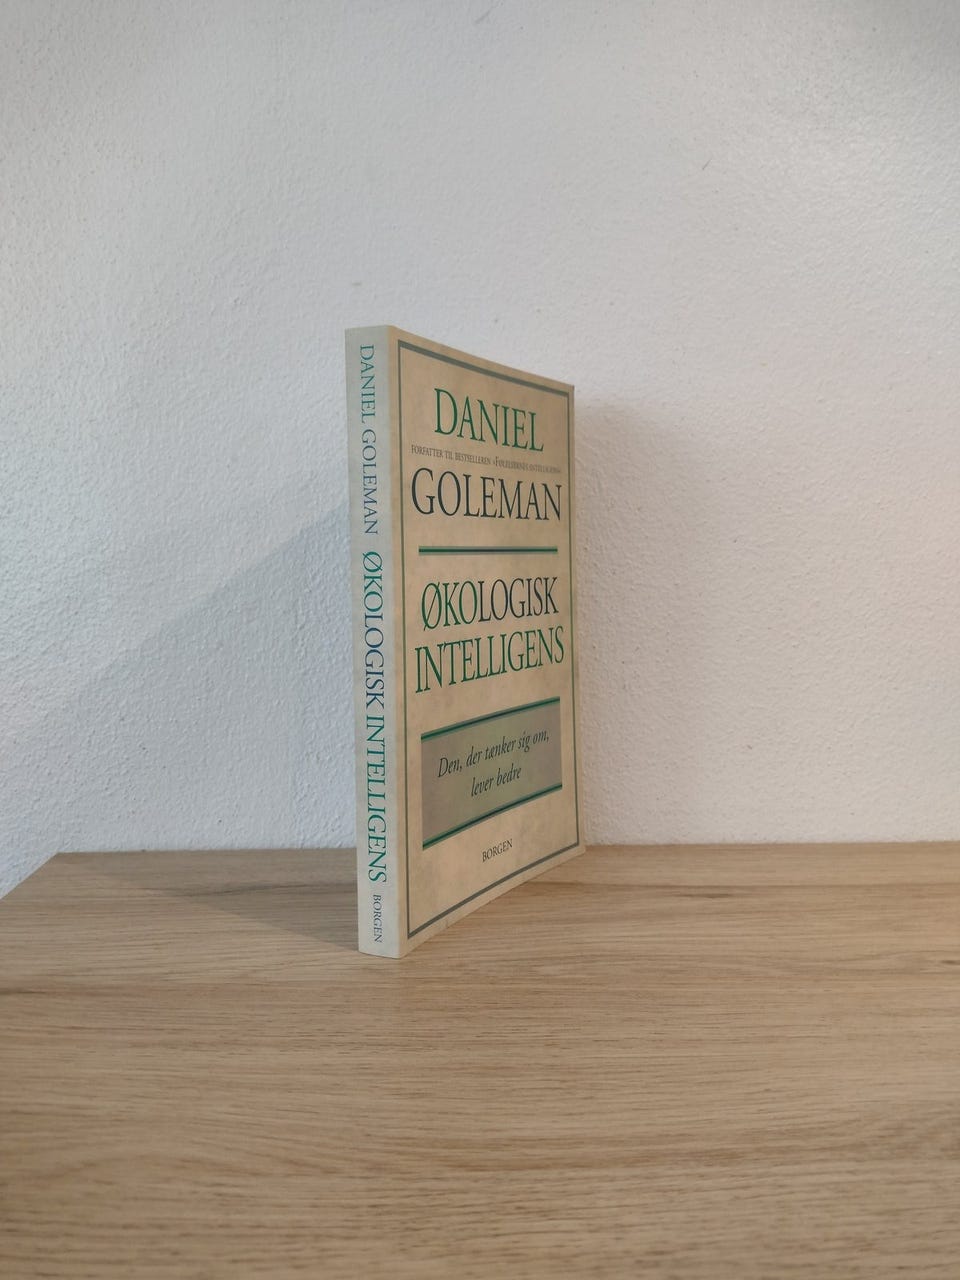 DANIEL GOLEMAN ØKOLOGISK INTELLIGENS BORGEN
DANIEL
FORFATTER TIL BESTSELLEREN »FØLELSERNES INTELLIGENS«
GOLEMAN
ØKOLOGISK
INTELLIGENS
Den, der tænker sig om,
lever bedre
BORGEN